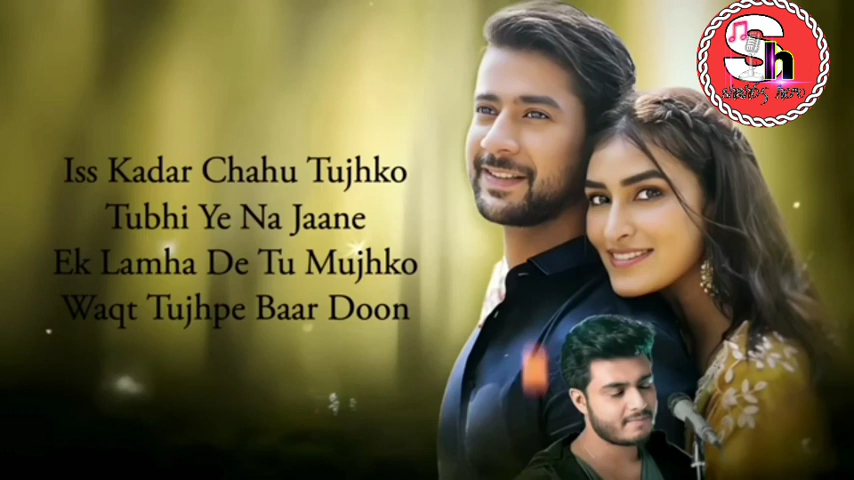 Iss Kadar Chahu Tujhko
Tubhi Ye Na Jaane
Ek Lamha De Tu Mujhko
Waqt Tujhpe Baar Doon
Sh